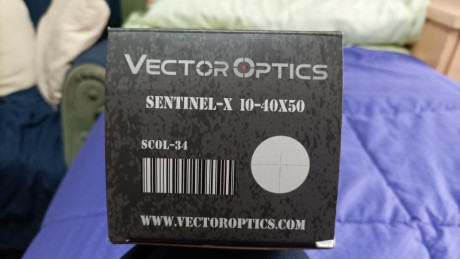 VECTOR OPTICS
SENTINEL-X 10-40X50
SCOL-34
WWW.VECTOROPTICS.COM